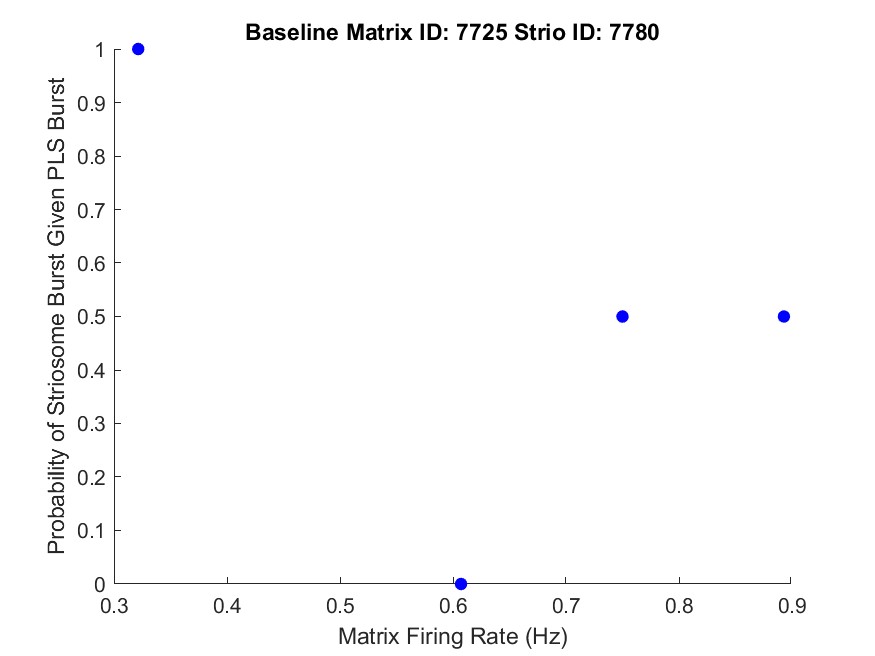 Baseline Matrix ID: 7725 Strio ID: 7780
Probability of Striosome Burst Given PLS Burst
1
0.9
0.8
0.7
0.6
0.5
0.4
0.3
0.2
0.1
0
0.3 0.4 0.5 0.6 0.7 0.8 0.9
Matrix Firing Rate (Hz)